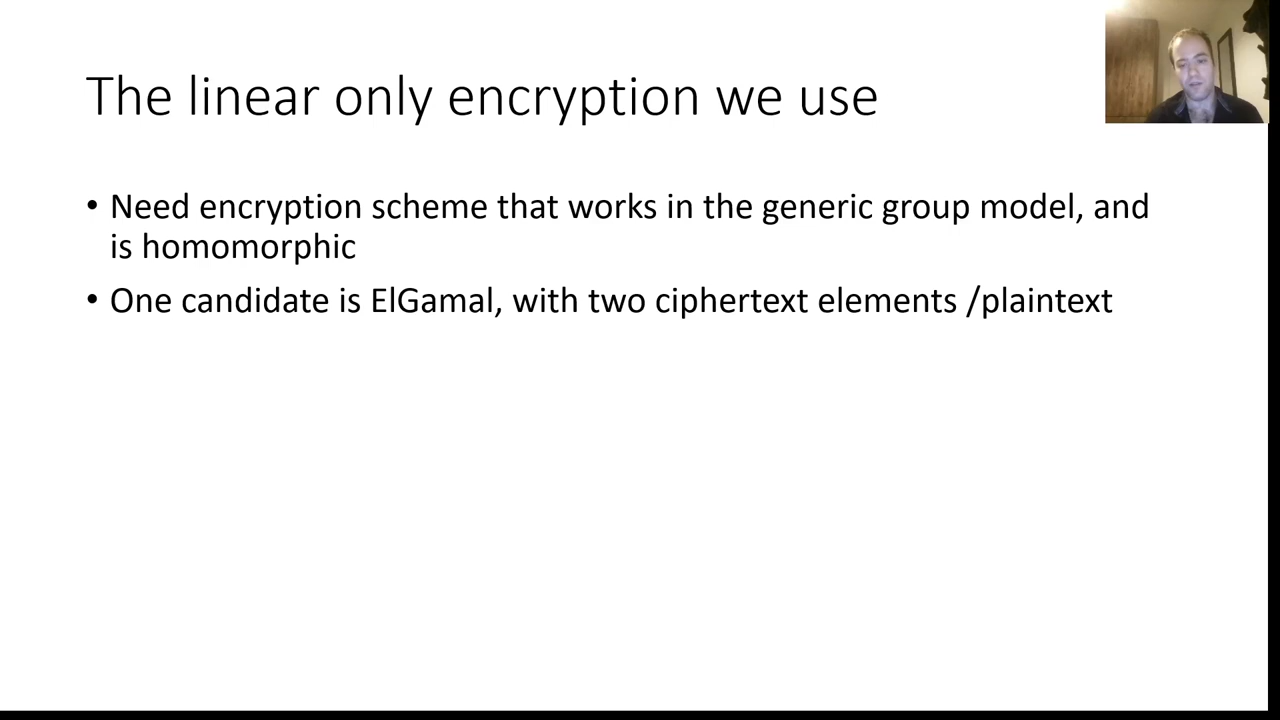 The linear only encryption we use
• Need encryption scheme that works in the generic group model, and
is homomorphic
• One candidate is ElGamal, with two ciphertext elements /plaintext